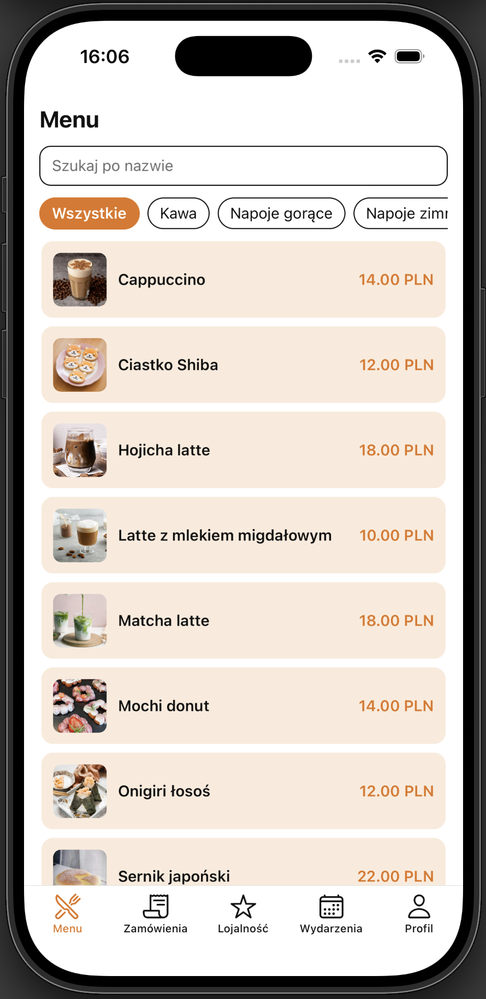 16:06
Menu
Szukaj po nazwie
Wszystkie Kawa Napoje gorące Napoje
Cappuccino 14.00 PLN
Ciastko Shiba 12.00 PLN
Hojicha latte 18.00 PLN
Latte z mlekiem migdałowym 10.00 PLN
Matcha latte 18.00 PLN
Mochi donut 14.00 PLN
Onigiri łosoś 12.00 PLN
Sernik japoński 22.00 PLN
Menu Zamówienia Lojalność Wydarzenia Profil